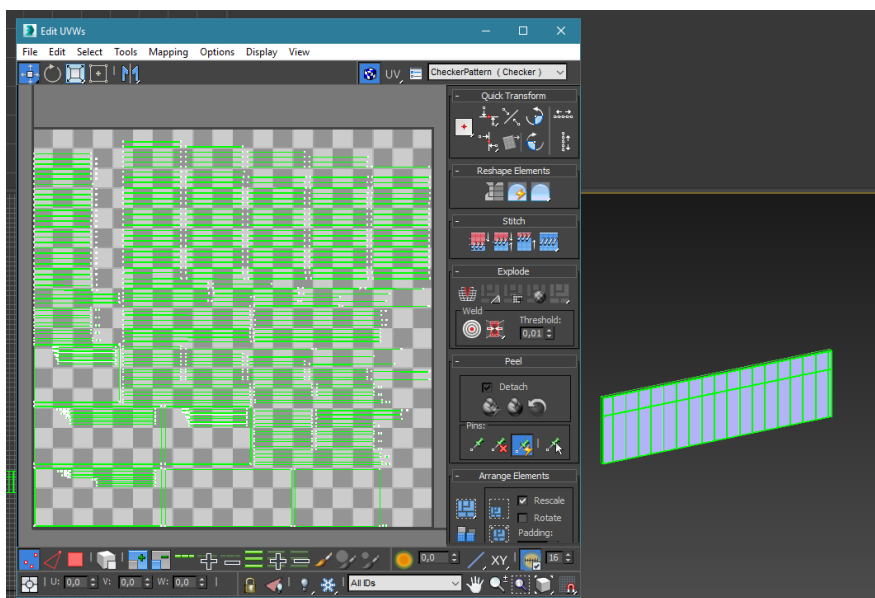 Edit UVWs
File Edit Select Tools Mapping Options Display View
UV CheckerPattern ( Checker )
- Quick Transform
- Reshape Elements
- Stitch
- Explode
Weld
Threshold:
0,01
- Peel
Detach
Pins:
- Arrange Elements
Rescale
Rotate
Padding:
0,0 XY 16
U: 0,0 V: 0,0 W: 0,0 All IDs